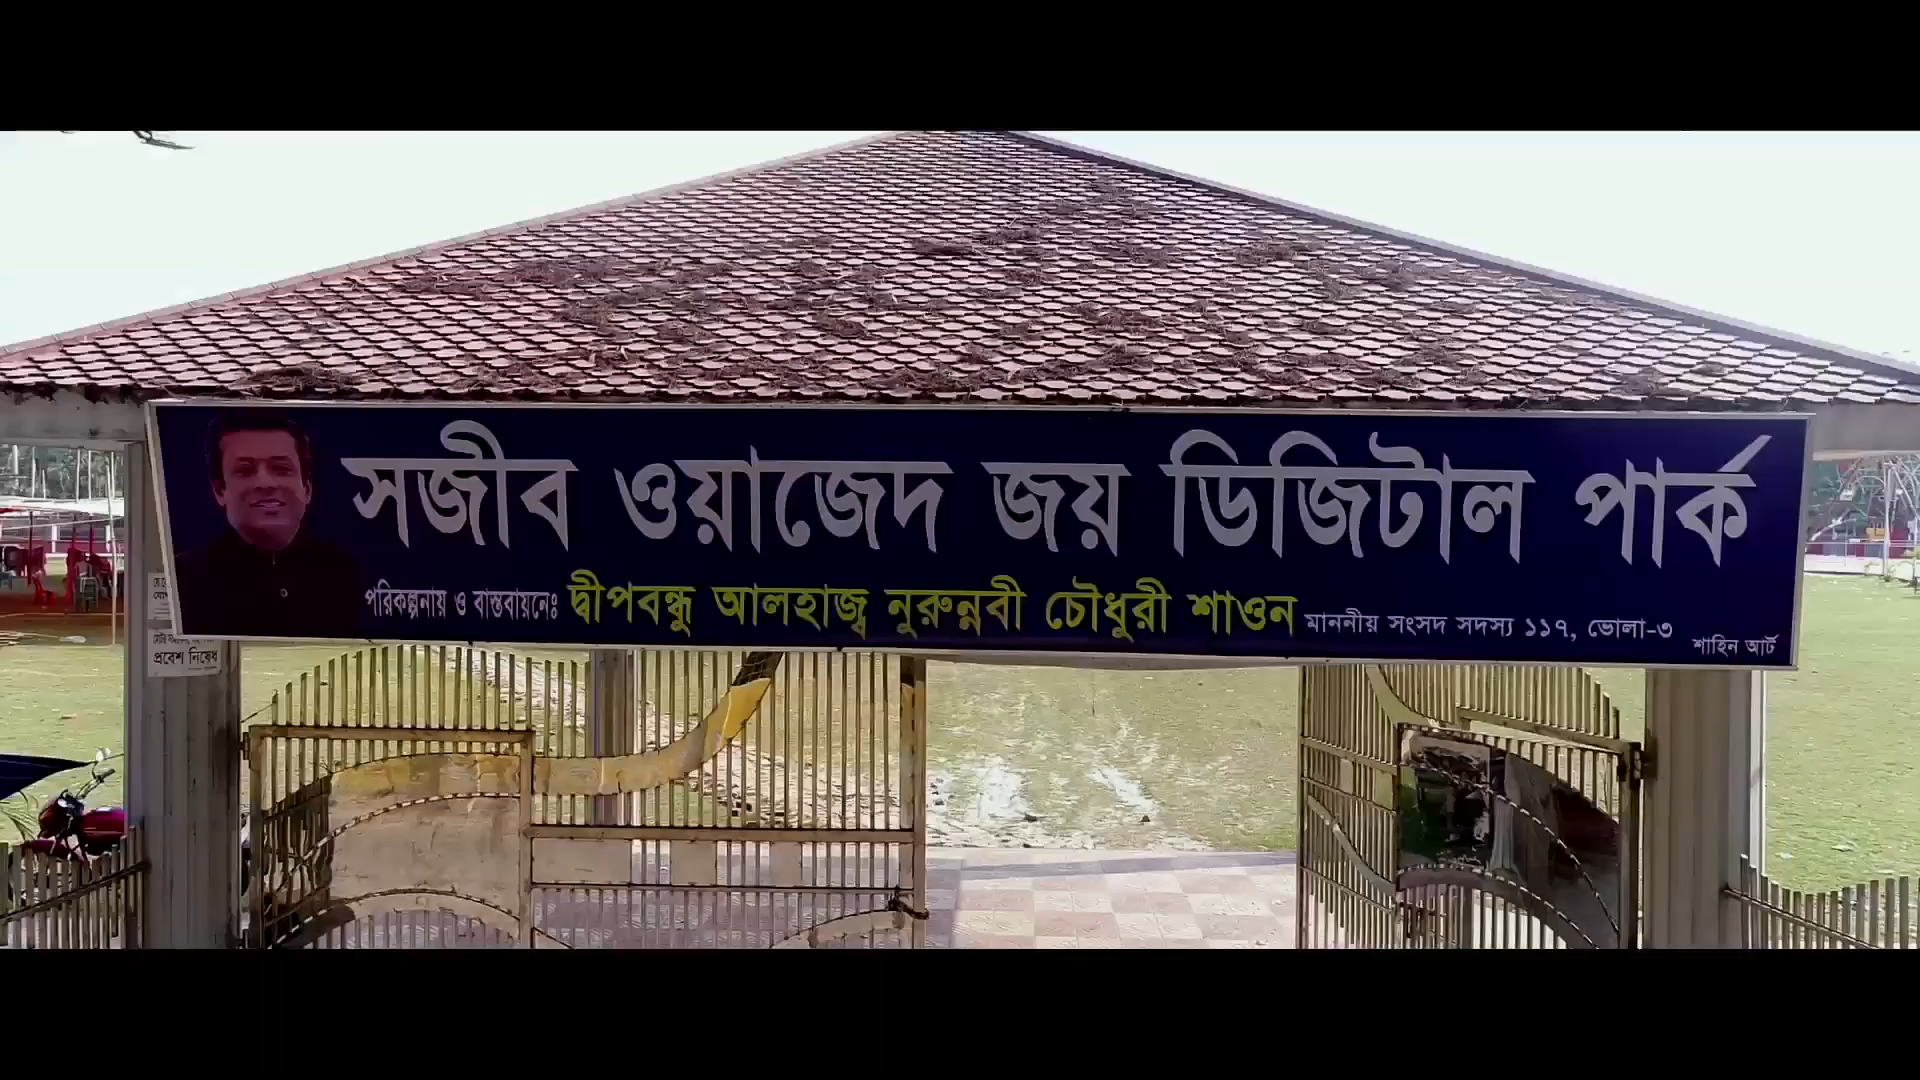 সজীব ওয়াজেদ জয় ডিজিটাল পার্ক
পরিকল্পনায় ও বাস্তবায়নেঃ দ্বীপবন্ধু আলহাজ্ব নুরুন্নবী চৌধুরী শাওন মাননীয় সংসদ সদস্য ১১৭, ভোলা-৩
শাহিন আর্ট
প্রবেশ নিষেধ